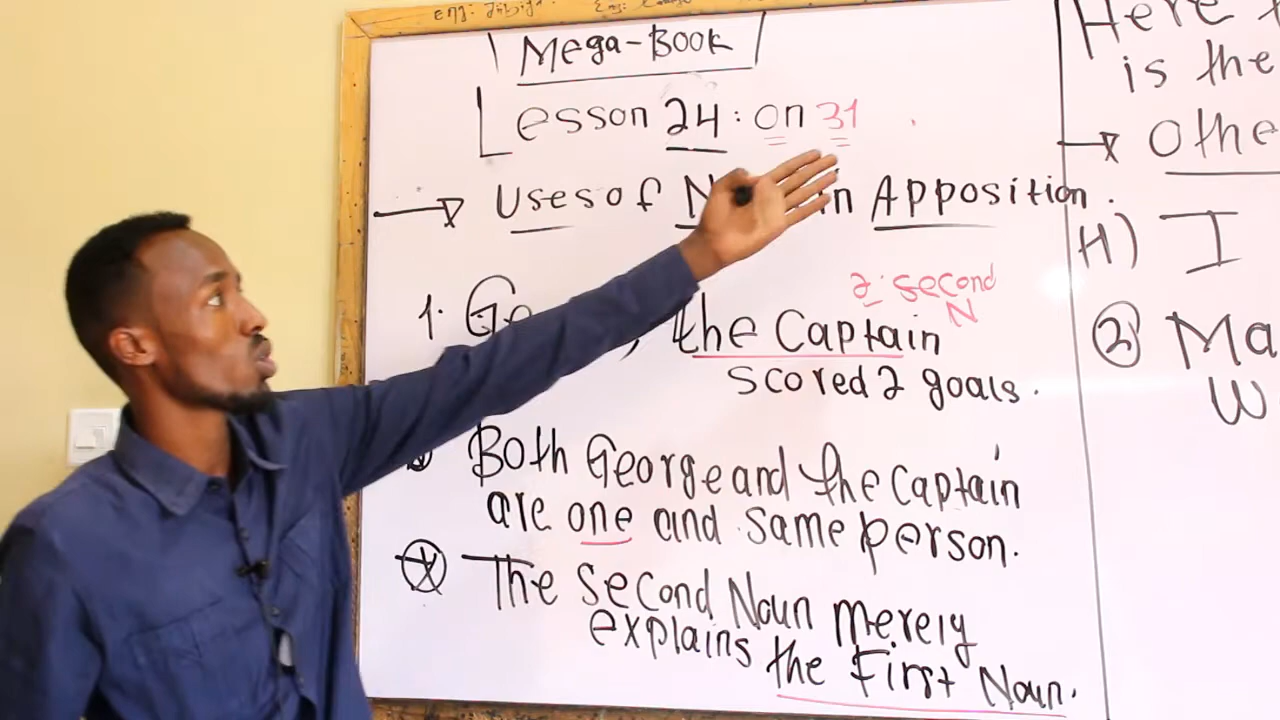 Mega-Book
Lesson 24: on 31
Uses of N in Apposition.
2. second
N
1. Ge , the Captain
scored 2 goals.
Both George and the Captain
are one and same person.
The second Noun merely
explains the First Noun.
Here
is the
Othe
H) I
2) Ma
W